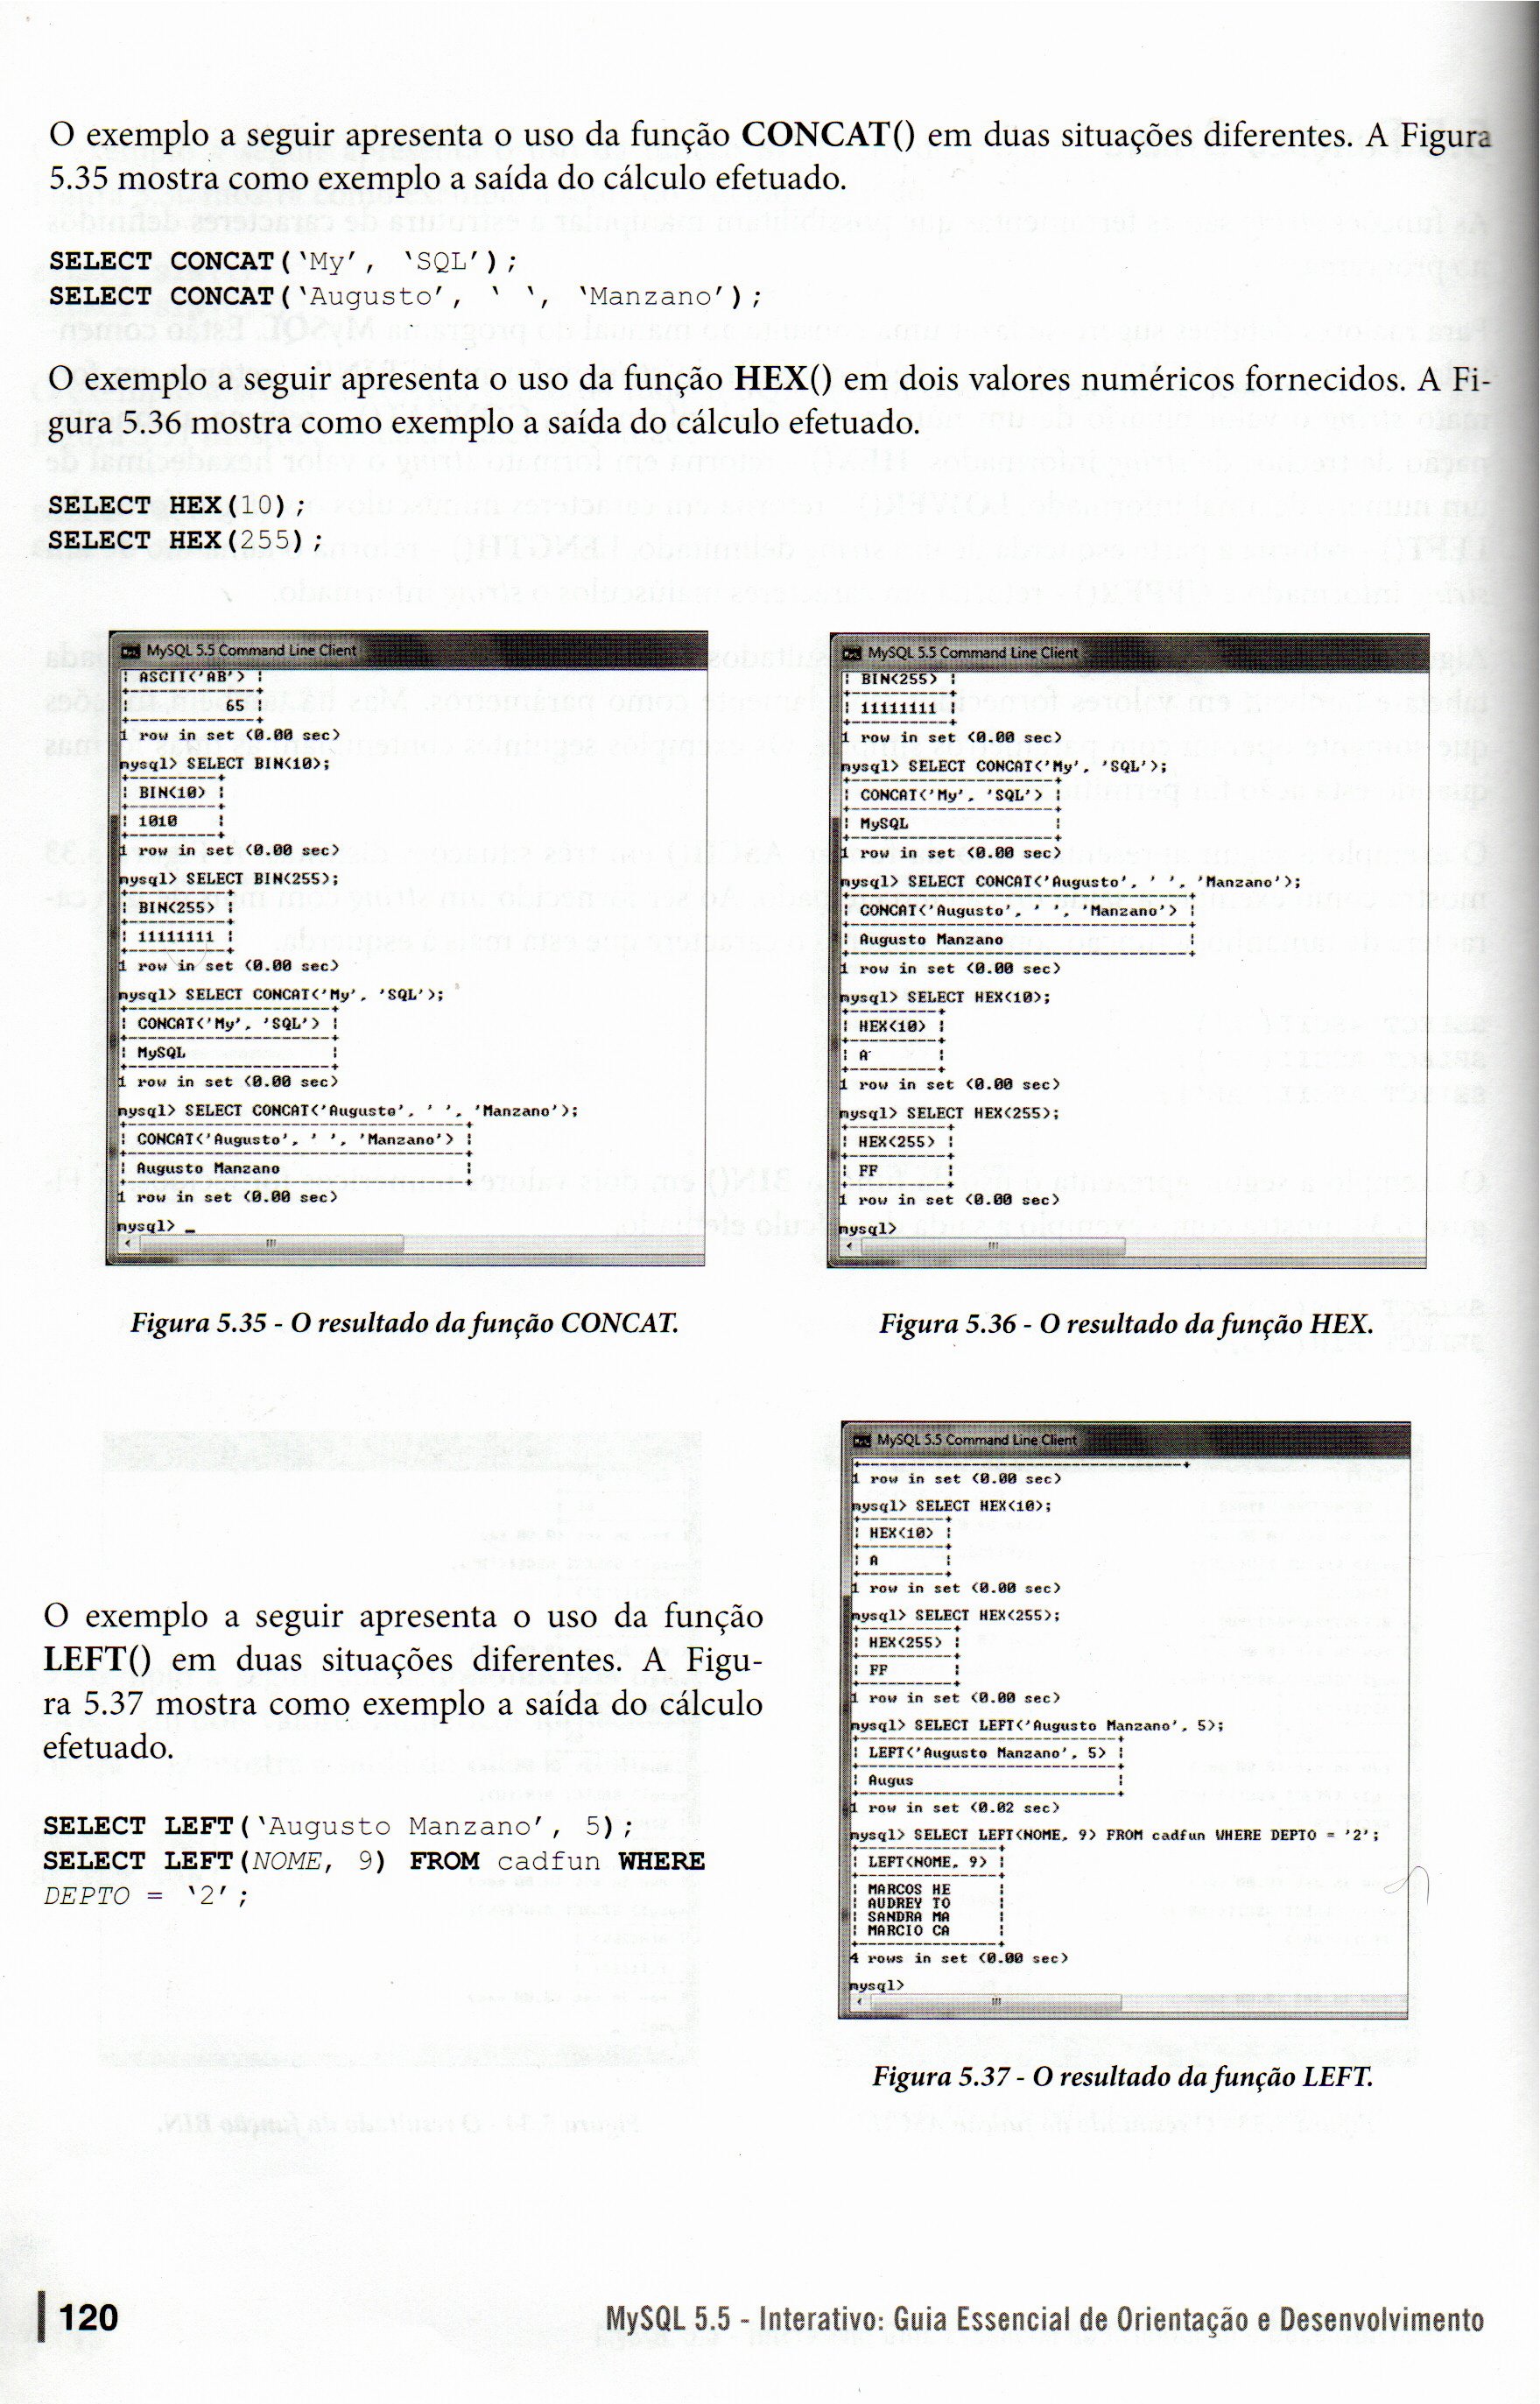 O exemplo a seguir apresenta o uso da função CONCAT() em duas situações diferentes. A Figura
5.35 mostra como exemplo a saída do cálculo efetuado.
SELECT CONCAT(‘My’, ‘SQL’);
SELECT CONCAT(‘Augusto’, ‘ ‘, ‘Manzano’);
O exemplo a seguir apresenta o uso da função HEX() em dois valores numéricos fornecidos. A Fi-
gura 5.36 mostra como exemplo a saída do cálculo efetuado.
SELECT HEX(10);
SELECT HEX(255);
MySQL 5.5 Command Line Client
| ASCII('AB') |
| 65 |
1 row in set (0.00 sec)
mysql> SELECT BIN(10);
| BIN(10) |
| 1010 |
1 row in set (0.00 sec)
mysql> SELECT BIN(255);
| BIN(255) |
| 11111111 |
1 row in set (0.00 sec)
mysql> SELECT CONCAT('My', 'SQL');
| CONCAT('My', 'SQL') |
| MySQL |
1 row in set (0.00 sec)
mysql> SELECT CONCAT('Augusto', ' ', 'Manzano');
| CONCAT('Augusto', ' ', 'Manzano') |
| Augusto Manzano |
1 row in set (0.00 sec)
mysql> _
Figura 5.35 - O resultado da função CONCAT.
MySQL 5.5 Command Line Client
| BIN(255) |
| 11111111 |
1 row in set (0.00 sec)
mysql> SELECT CONCAT('My', 'SQL');
| CONCAT('My', 'SQL') |
| MySQL |
1 row in set (0.00 sec)
mysql> SELECT CONCAT('Augusto', ' ', 'Manzano');
| CONCAT('Augusto', ' ', 'Manzano') |
| Augusto Manzano |
1 row in set (0.00 sec)
mysql> SELECT HEX(10);
| HEX(10) |
| A |
1 row in set (0.00 sec)
mysql> SELECT HEX(255);
| HEX(255) |
| FF |
1 row in set (0.00 sec)
mysql>
Figura 5.36 - O resultado da função HEX.
O exemplo a seguir apresenta o uso da função
LEFT() em duas situações diferentes. A Figu-
ra 5.37 mostra como exemplo a saída do cálculo
efetuado.
SELECT LEFT(‘Augusto Manzano’, 5);
SELECT LEFT(NOME, 9) FROM cadfun WHERE
DEPTO = ‘2’;
MySQL 5.5 Command Line Client
1 row in set (0.00 sec)
mysql> SELECT HEX(10);
| HEX(10) |
| A |
1 row in set (0.00 sec)
mysql> SELECT HEX(255);
| HEX(255) |
| FF |
1 row in set (0.00 sec)
mysql> SELECT LEFT('Augusto Manzano', 5);
| LEFT('Augusto Manzano', 5) |
| Augus |
1 row in set (0.02 sec)
mysql> SELECT LEFT(NOME, 9) FROM cadfun WHERE DEPTO = '2';
| LEFT(NOME, 9) |
| MARCOS HE |
| AUDREY TO |
| SANDRA MA |
| MARCIO CA |
4 rows in set (0.00 sec)
mysql>
Figura 5.37 - O resultado da função LEFT.
120
MySQL 5.5 - Interativo: Guia Essencial de Orientação e Desenvolvimento